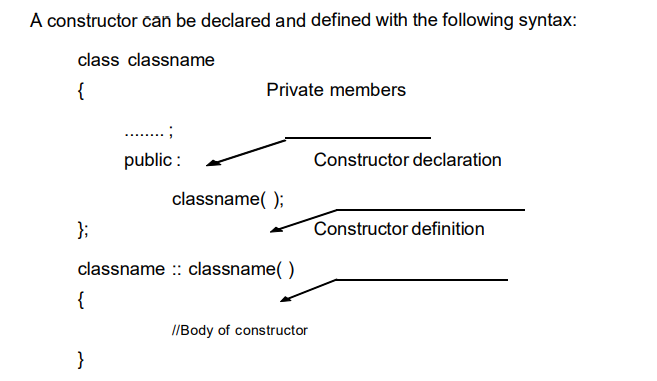 A constructor can be declared and defined with the following syntax:
class classname
{ Private members
........ ;
public : Constructor declaration
classname( );
}; Constructor definition
classname :: classname( )
{
//Body of constructor
}